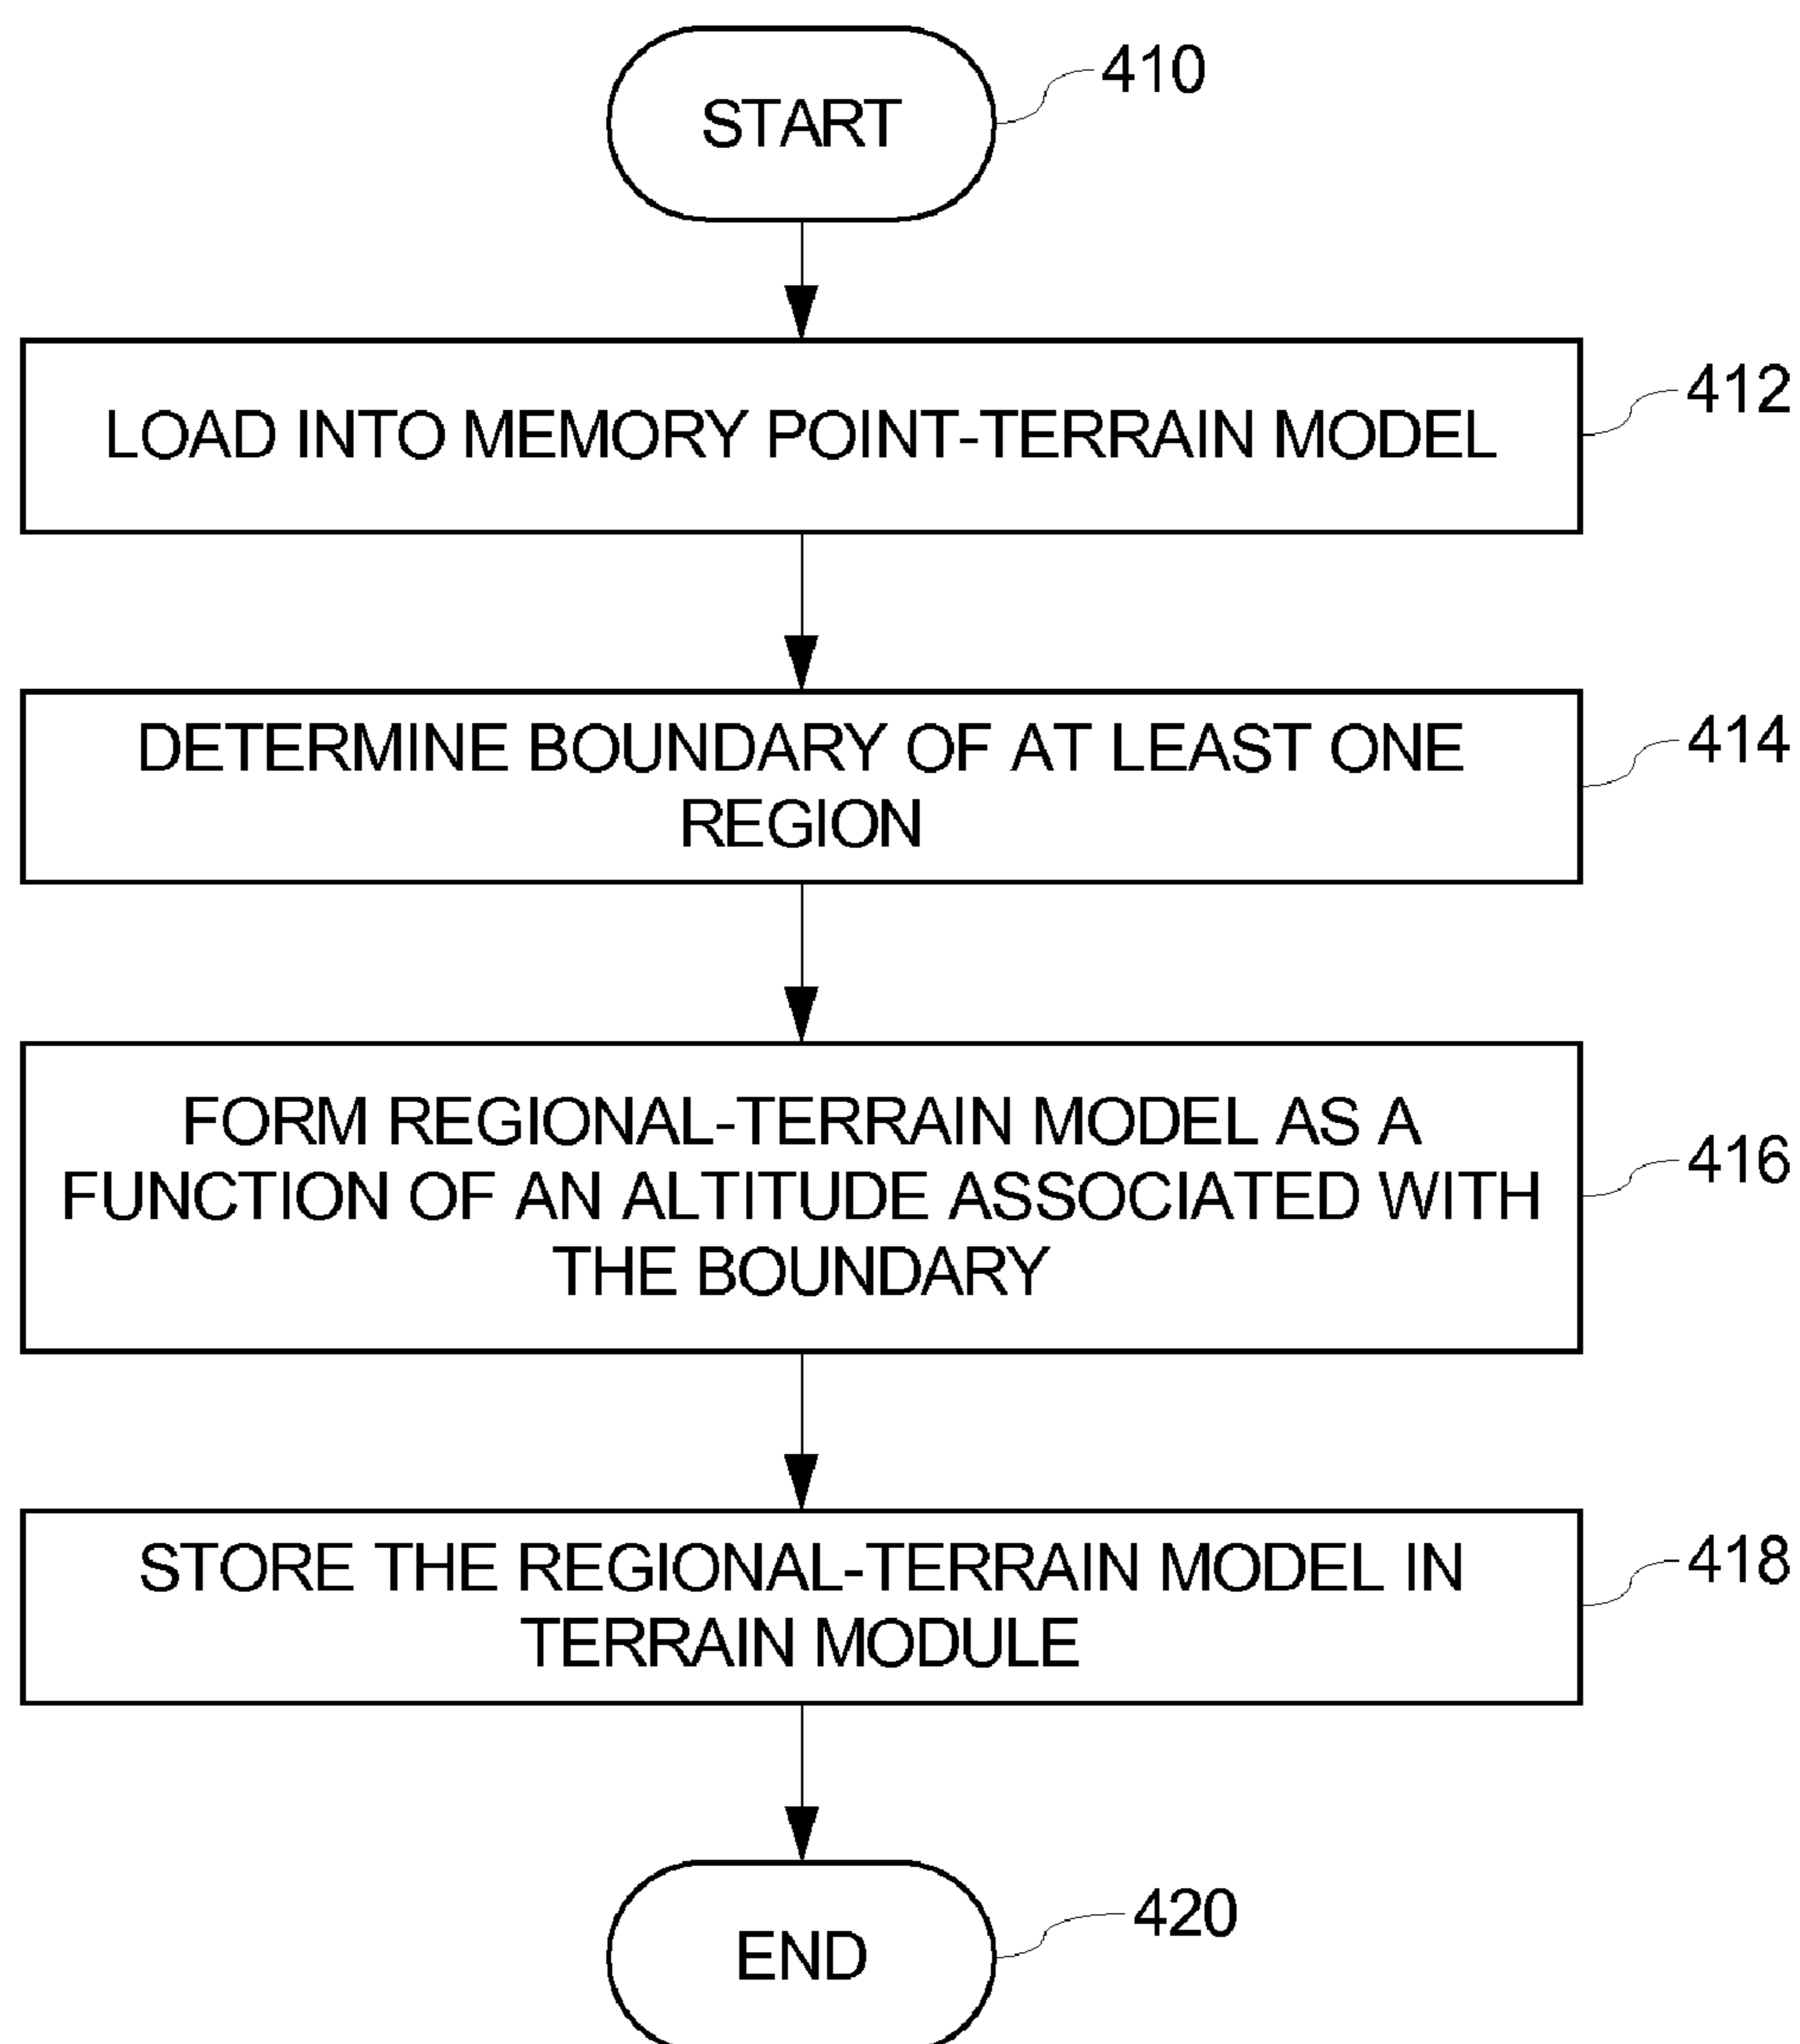 START
410
LOAD INTO MEMORY POINT-TERRAIN MODEL
412
DETERMINE BOUNDARY OF AT LEAST ONE
REGION
414
FORM REGIONAL-TERRAIN MODEL AS A
FUNCTION OF AN ALTITUDE ASSOCIATED WITH
THE BOUNDARY
416
STORE THE REGIONAL-TERRAIN MODEL IN
TERRAIN MODULE
418
END
420